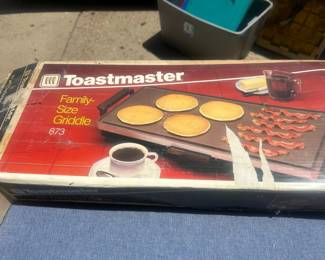 Toastmaster
Family-
Size
Griddle
873